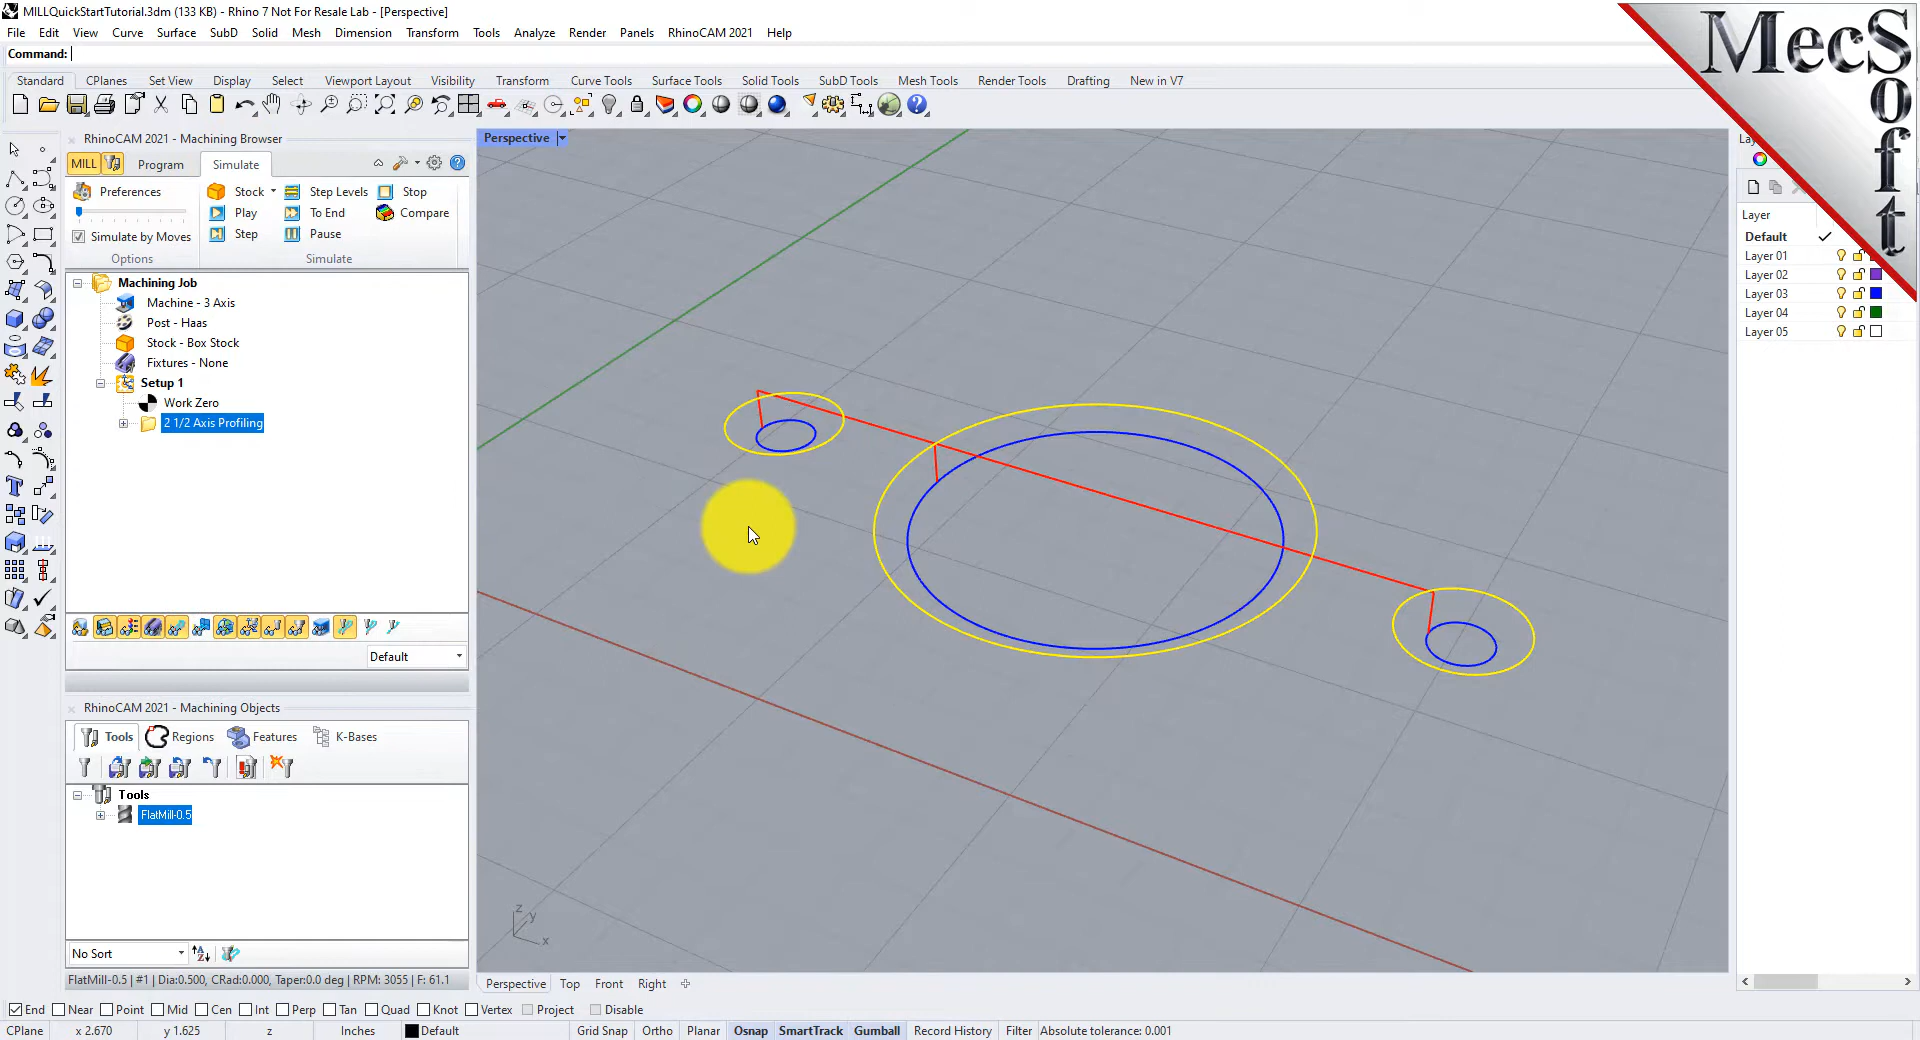 MILLQuickStartTutorial.3dm (133 KB) - Rhino 7 Not For Resale Lab - [Perspective]
File Edit View Curve Surface SubD Solid Mesh Dimension Transform Tools Analyze Render Panels RhinoCAM 2021 Help
Command:
Standard CPlanes Set View Display Select Viewport Layout Visibility Transform Curve Tools Surface Tools Solid Tools SubD Tools Mesh Tools Render Tools Drafting New in V7
MecSoft
RhinoCAM 2021 - Machining Browser
MILL Program Simulate
Preferences Stock Step Levels Stop
Play To End Compare
Simulate by Moves Step Pause
Options Simulate
Machining Job
Machine - 3 Axis
Post - Haas
Stock - Box Stock
Fixtures - None
Setup 1
Work Zero
2 1/2 Axis Profiling
Default
RhinoCAM 2021 - Machining Objects
Tools Regions Features K-Bases
Tools
FlatMill-0.5
No Sort
FlatMill-0.5 | #1 | Dia:0.500, CRad:0.000, Taper:0.0 deg | RPM: 3055 | F: 61.1
Perspective
z
y
x
Perspective Top Front Right
Layer
Default
Layer 01
Layer 02
Layer 03
Layer 04
Layer 05
End Near Point Mid Cen Int Perp Tan Quad Knot Vertex Project Disable
CPlane x 2.670 y 1.625 z Inches Default Grid Snap Ortho Planar Osnap SmartTrack Gumball Record History Filter Absolute tolerance: 0.001